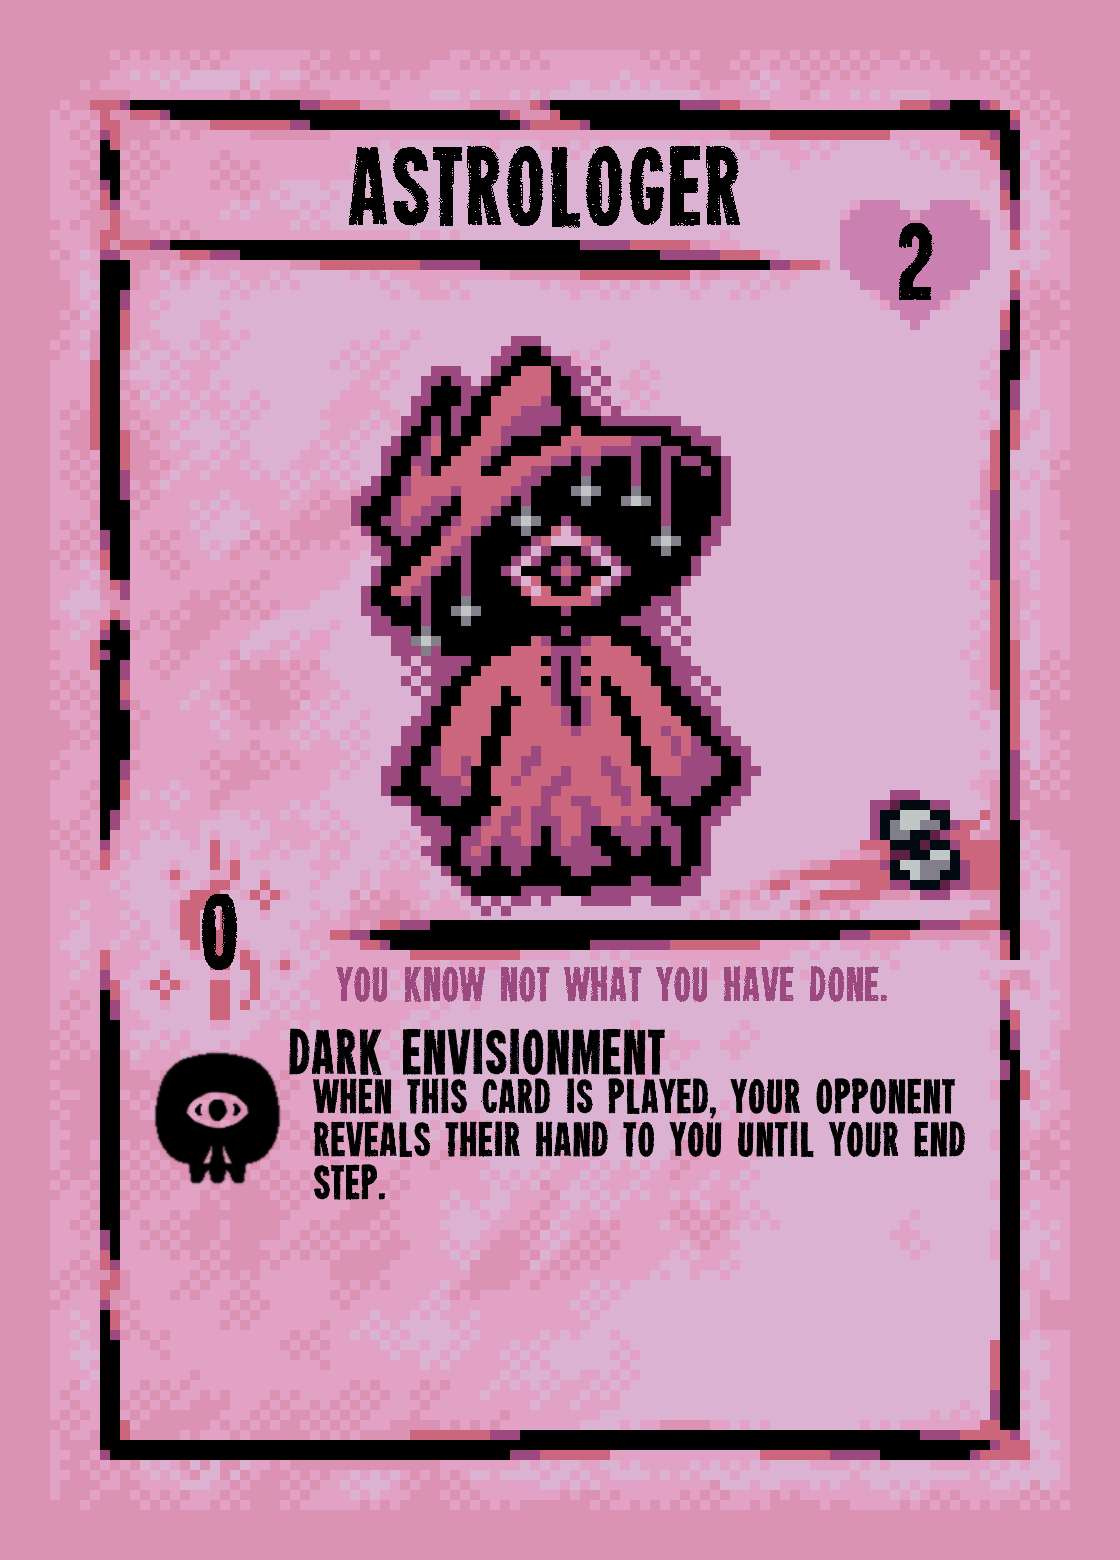 ASTROLOGER
2
0
YOU KNOW NOT WHAT YOU HAVE DONE.
DARK ENVISIONMENT
WHEN THIS CARD IS PLAYED, YOUR OPPONENT
REVEALS THEIR HAND TO YOU UNTIL YOUR END
STEP.